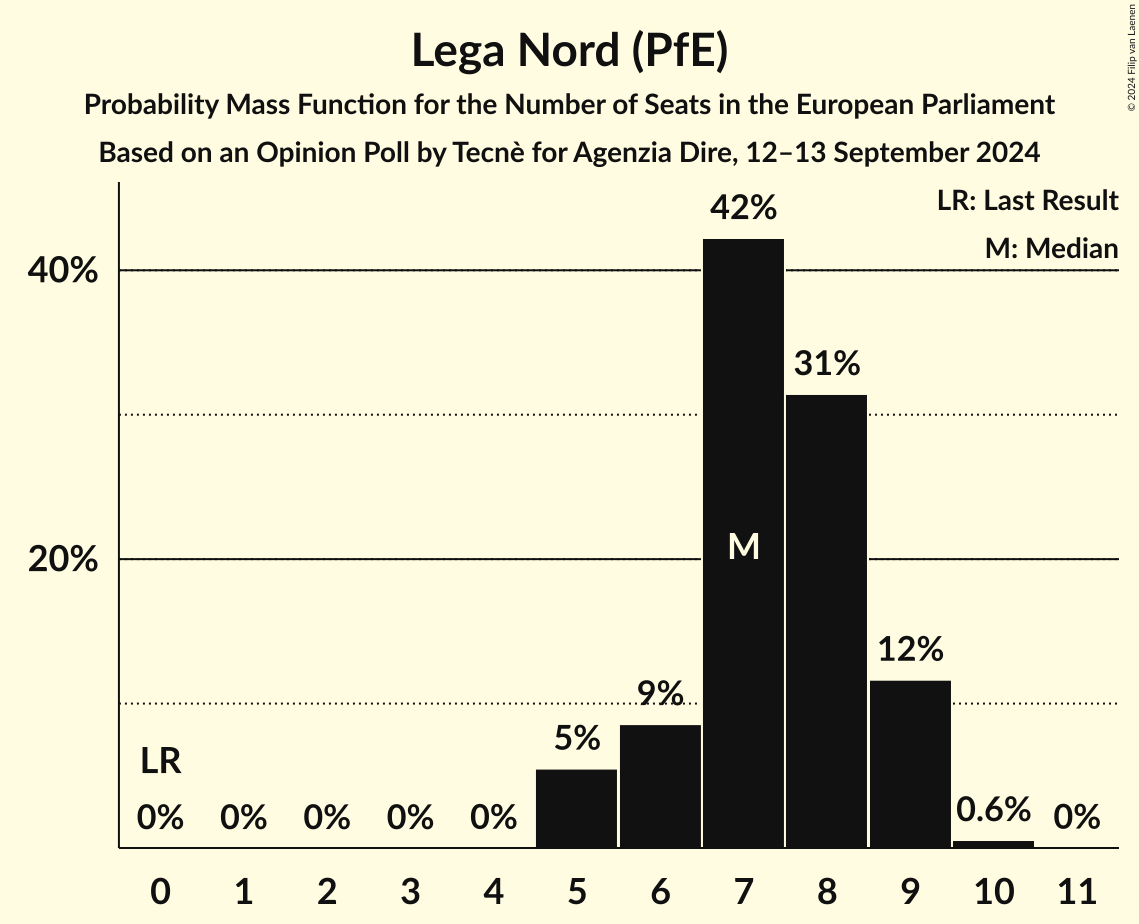 Lega Nord (PfE)
Probability Mass Function for the Number of Seats in the European Parliament
Based on an Opinion Poll by Tecnè for Agenzia Dire, 12–13 September 2024
© 2024 Filip van Laenen
LR: Last Result
M: Median
42%
40%
31%
20%
M
12%
9%
5%
LR
0% 0% 0% 0% 0% 0.6% 0%
0 1 2 3 4 5 6 7 8 9 10 11